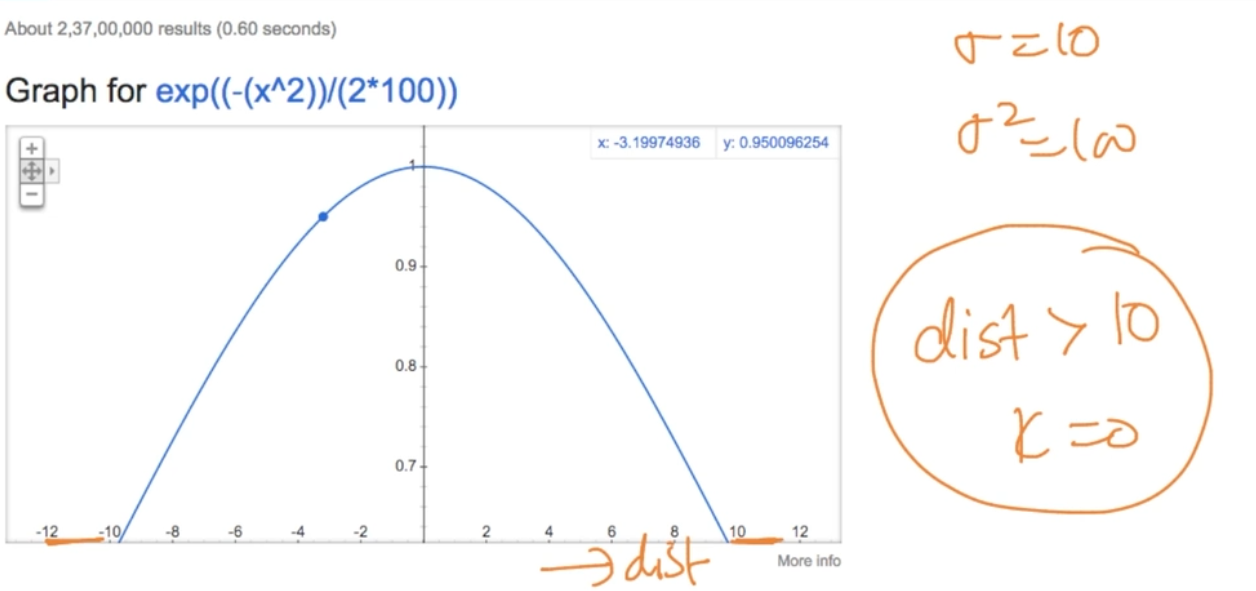 About 2,37,00,000 results (0.60 seconds)
Graph for exp((-(x^2))/(2*100))
x: -3.19974936 y: 0.950096254
1
0.9
0.8
0.7
-12 -10 -8 -6 -4 -2 2 4 6 8 10 12
→ dist
More info
σ=10
σ²=100
dist > 10
K=0